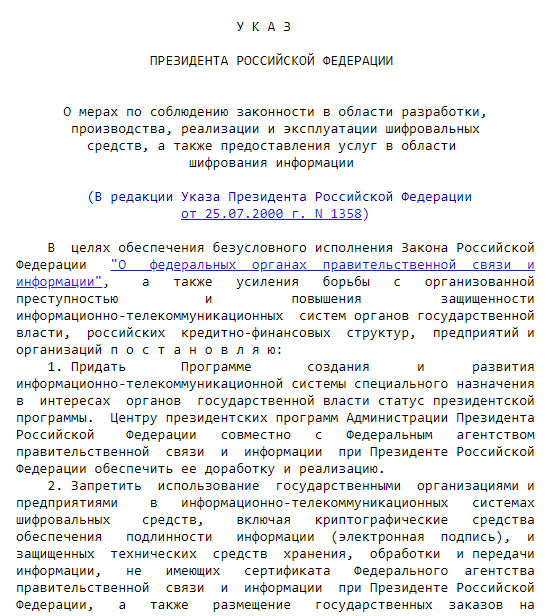 У К А З
ПРЕЗИДЕНТА РОССИЙСКОЙ ФЕДЕРАЦИИ
О мерах по соблюдению законности в области разработки,
производства, реализации и эксплуатации шифровальных
средств, а также предоставления услуг в области
шифрования информации
(В редакции Указа Президента Российской Федерации
от 25.07.2000 г. N 1358)
В целях обеспечения безусловного исполнения Закона Российской
Федерации "О федеральных органах правительственной связи и
информации", а также усиления борьбы с организованной
преступностью и повышения защищенности
информационно-телекоммуникационных систем органов государственной
власти, российских кредитно-финансовых структур, предприятий и
организаций п о с т а н о в л я ю:
1. Придать Программе создания и развития
информационно-телекоммуникационной системы специального назначения
в интересах органов государственной власти статус президентской
программы. Центру президентских программ Администрации Президента
Российской Федерации совместно с Федеральным агентством
правительственной связи и информации при Президенте Российской
Федерации обеспечить ее доработку и реализацию.
2. Запретить использование государственными организациями и
предприятиями в информационно-телекоммуникационных системах
шифровальных средств, включая криптографические средства
обеспечения подлинности информации (электронная подпись), и
защищенных технических средств хранения, обработки и передачи
информации, не имеющих сертификата Федерального агентства
правительственной связи и информации при Президенте Российской
Федерации, а также размещение государственных заказов на